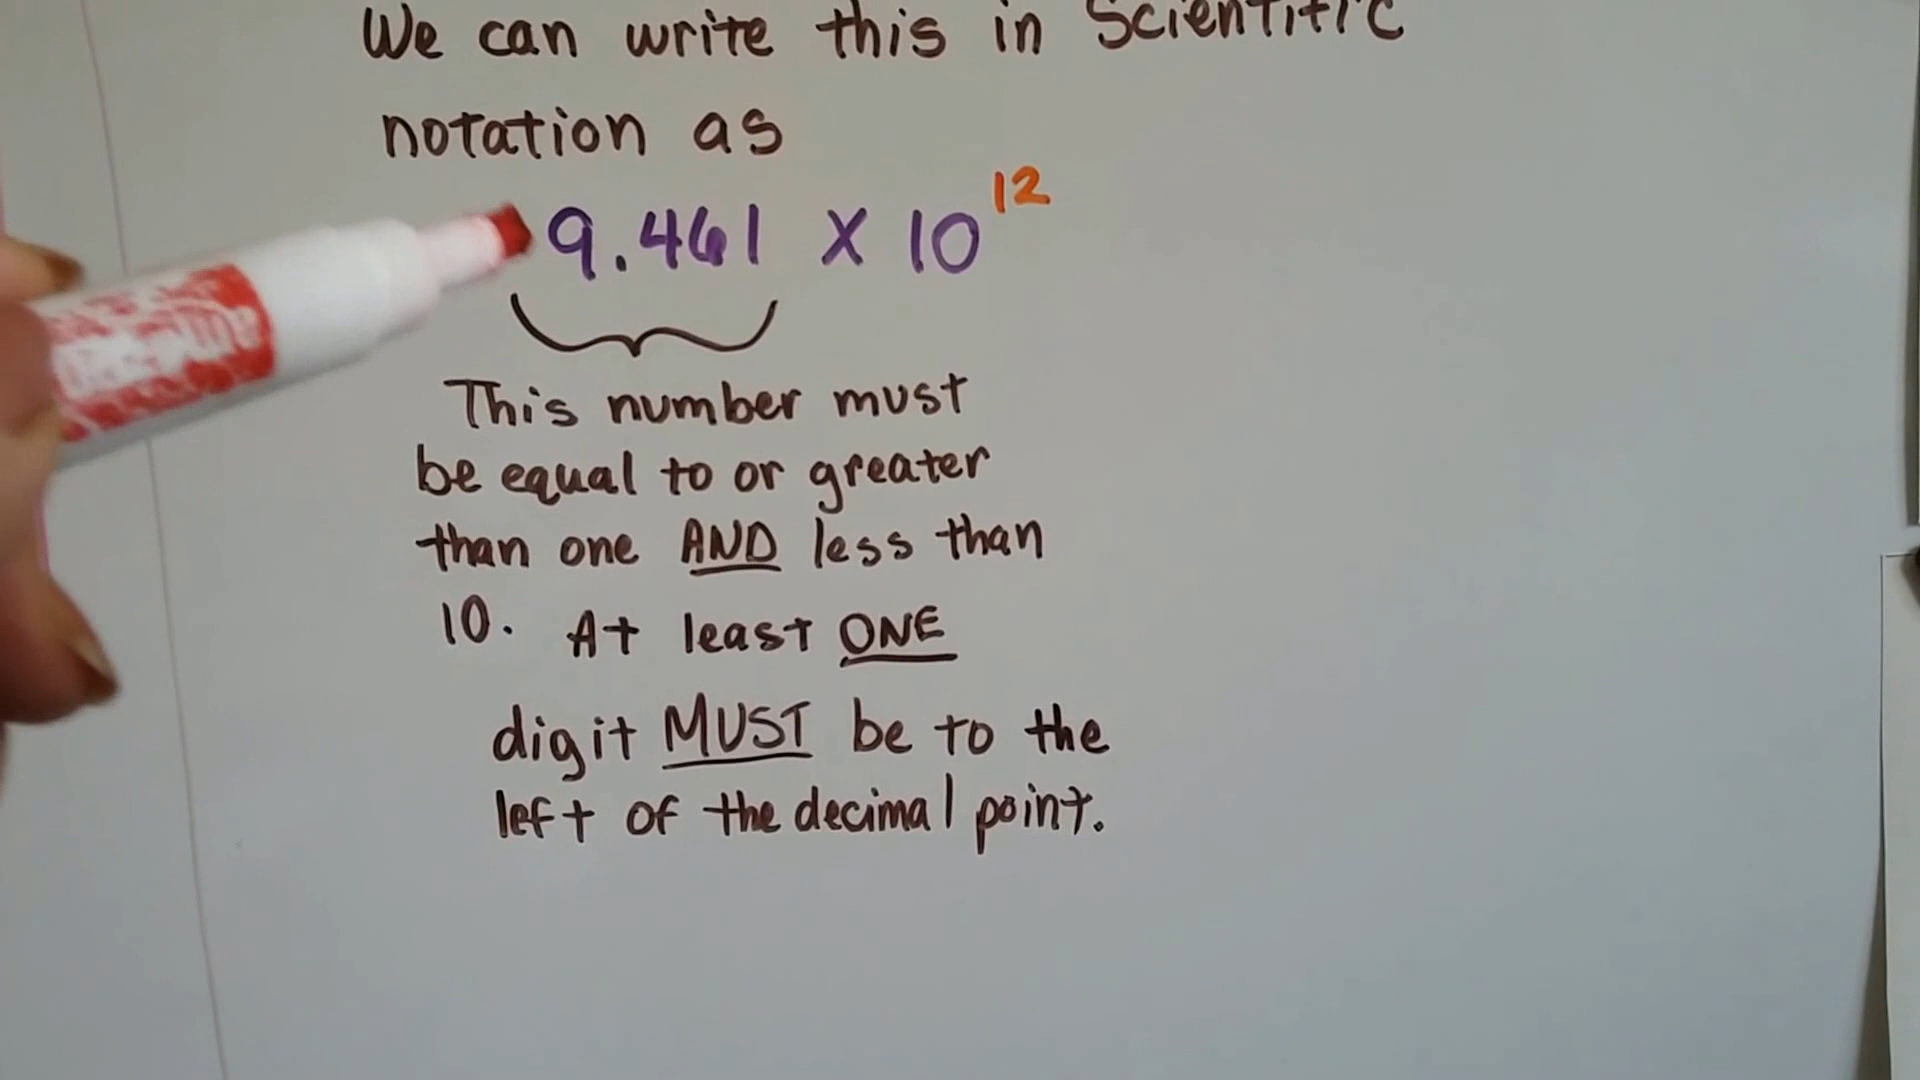 We can write this in Scientific
notation as
9.461 x 10¹²
This number must
be equal to or greater
than one AND less than
10. At least ONE
digit MUST be to the
left of the decimal point.